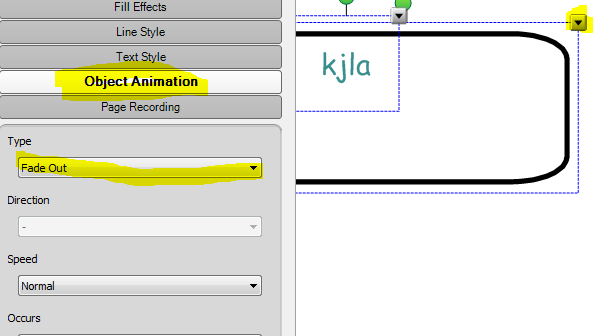 Fill Effects
Line Style
Text Style
Object Animation
Page Recording
Type
Fade Out
Direction
-
Speed
Normal
Occurs
kjla